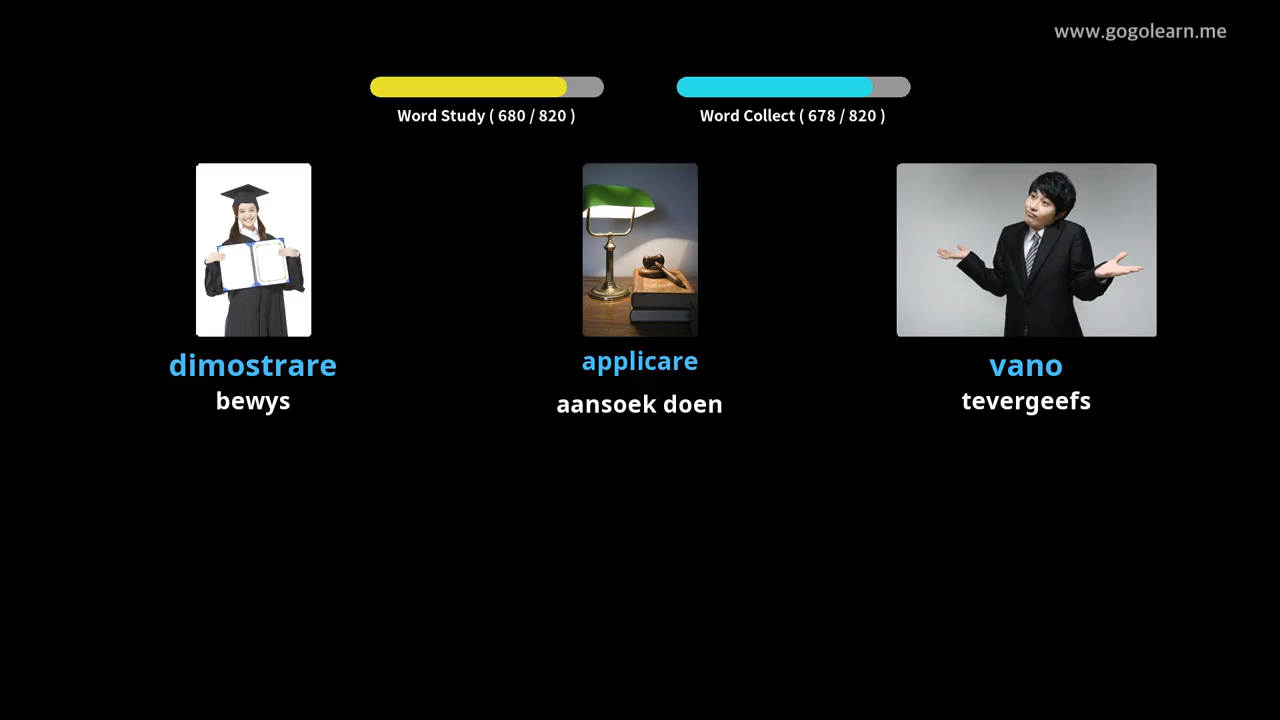 www.gogolearn.me
Word Study ( 680 / 820 )
Word Collect ( 678 / 820 )
dimostrare
bewys
applicare
aansoek doen
vano
tevergeefs